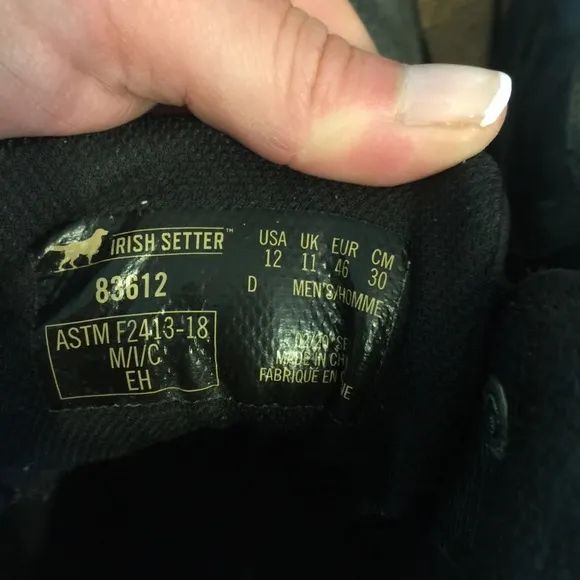 IRISH SETTER™
83612
ASTM F2413-18
M/I/C
EH
USA UK EUR CM
12 11 46 30
D MEN'S/HOMME
MADE IN
FABRIQUÉ EN